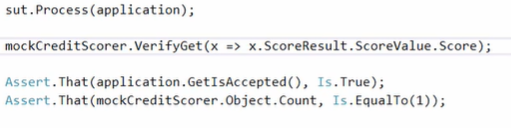 sut.Process(application);
mockCreditScorer.VerifyGet(x => x.ScoreResult.ScoreValue.Score);
Assert.That(application.GetIsAccepted(), Is.True);
Assert.That(mockCreditScorer.Object.Count, Is.EqualTo(1));